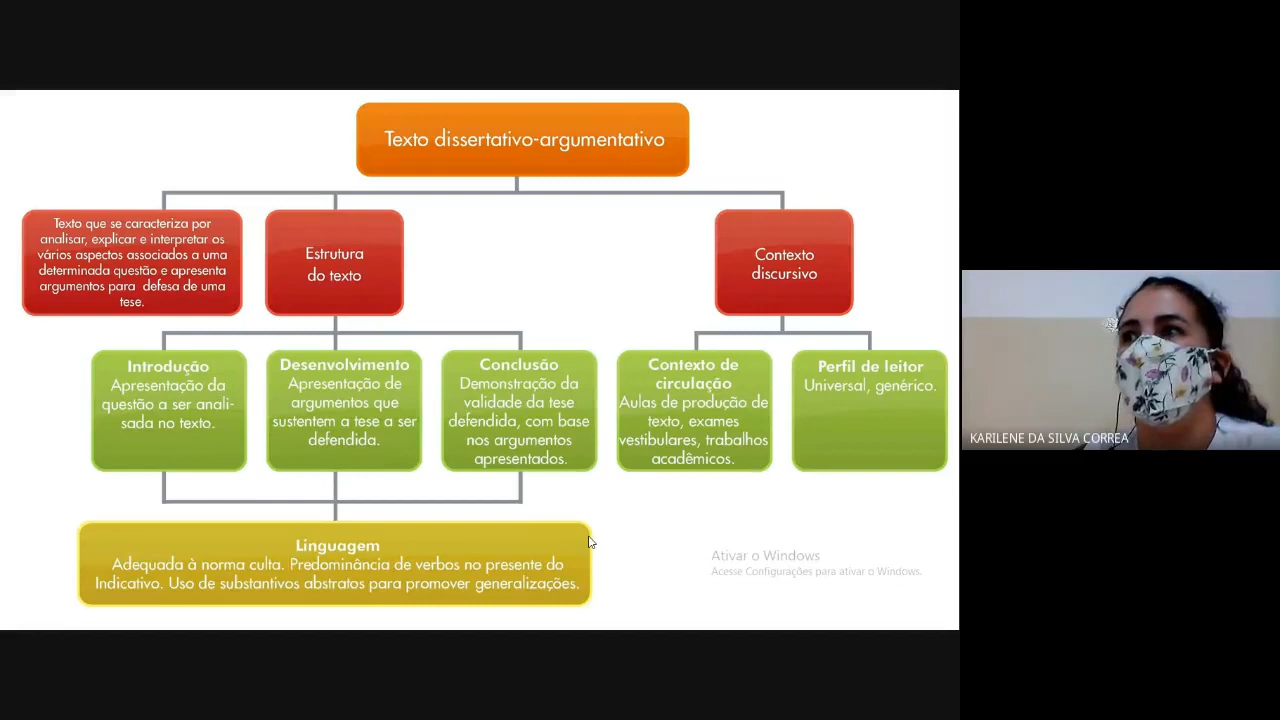 Texto dissertativo-argumentativo
Texto que se caracteriza por
analisar, explicar e interpretar os
vários aspectos associados a uma
determinada questão e apresenta
argumentos para defesa de uma
tese.
Estrutura
do texto
Contexto
discursivo
Introdução
Apresentação da
questão a ser anali-
sada no texto.
Desenvolvimento
Apresentação de
argumentos que
sustentem a tese a ser
defendida.
Conclusão
Demonstração da
validade da tese
defendida, com base
nos argumentos
apresentados.
Contexto de
circulação
Aulas de produção de
texto, exames
vestibulares, trabalhos
acadêmicos.
Perfil de leitor
Universal, genérico.
Linguagem
Adequada à norma culta. Predominância de verbos no presente do
Indicativo. Uso de substantivos abstratos para promover generalizações.
Ativar o Windows
Acesse Configurações para ativar o Windows.
KARILENE DA SILVA CORREA